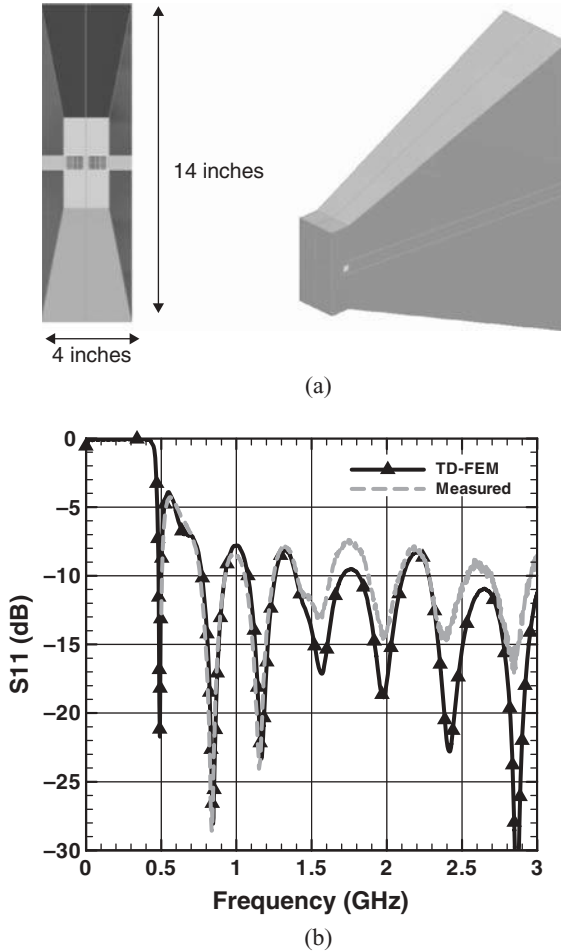 14 inches
4 inches
(a)
0
−5
−10
−15
−20
−25
−30
S11 (dB)
TD-FEM
Measured
0
0.5
1
1.5
2
2.5
3
Frequency (GHz)
(b)